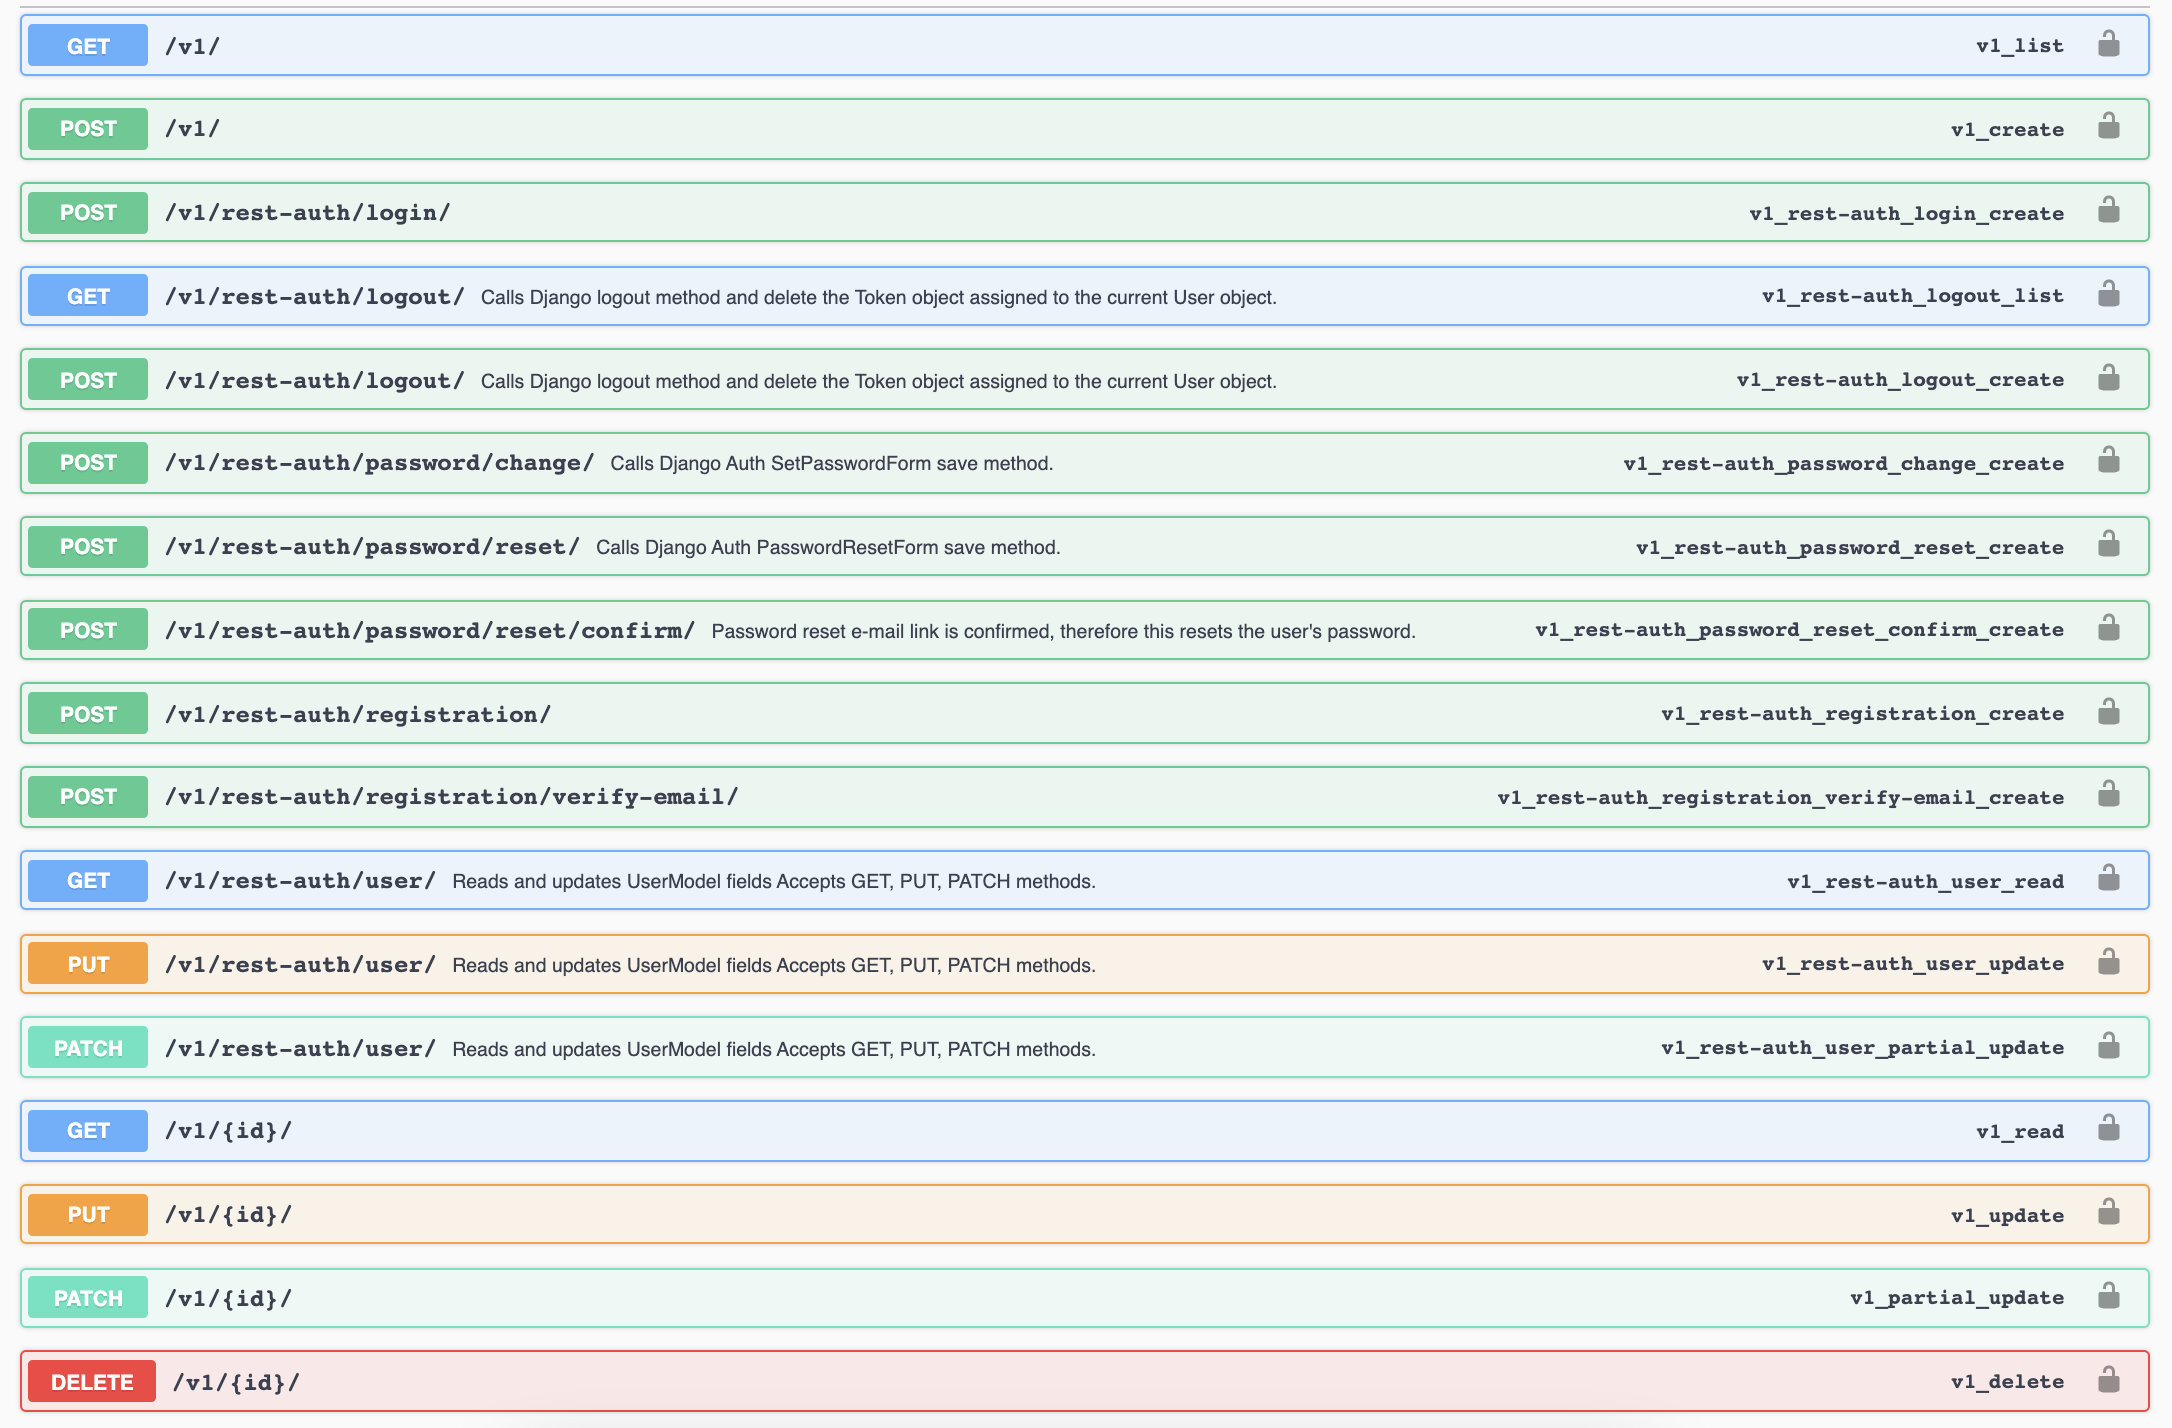 GET /v1/ v1_list
POST /v1/ v1_create
POST /v1/rest-auth/login/ v1_rest-auth_login_create
GET /v1/rest-auth/logout/ Calls Django logout method and delete the Token object assigned to the current User object. v1_rest-auth_logout_list
POST /v1/rest-auth/logout/ Calls Django logout method and delete the Token object assigned to the current User object. v1_rest-auth_logout_create
POST /v1/rest-auth/password/change/ Calls Django Auth SetPasswordForm save method. v1_rest-auth_password_change_create
POST /v1/rest-auth/password/reset/ Calls Django Auth PasswordResetForm save method. v1_rest-auth_password_reset_create
POST /v1/rest-auth/password/reset/confirm/ Password reset e-mail link is confirmed, therefore this resets the user's password. v1_rest-auth_password_reset_confirm_create
POST /v1/rest-auth/registration/ v1_rest-auth_registration_create
POST /v1/rest-auth/registration/verify-email/ v1_rest-auth_registration_verify-email_create
GET /v1/rest-auth/user/ Reads and updates UserModel fields Accepts GET, PUT, PATCH methods. v1_rest-auth_user_read
PUT /v1/rest-auth/user/ Reads and updates UserModel fields Accepts GET, PUT, PATCH methods. v1_rest-auth_user_update
PATCH /v1/rest-auth/user/ Reads and updates UserModel fields Accepts GET, PUT, PATCH methods. v1_rest-auth_user_partial_update
GET /v1/{id}/ v1_read
PUT /v1/{id}/ v1_update
PATCH /v1/{id}/ v1_partial_update
DELETE /v1/{id}/ v1_delete